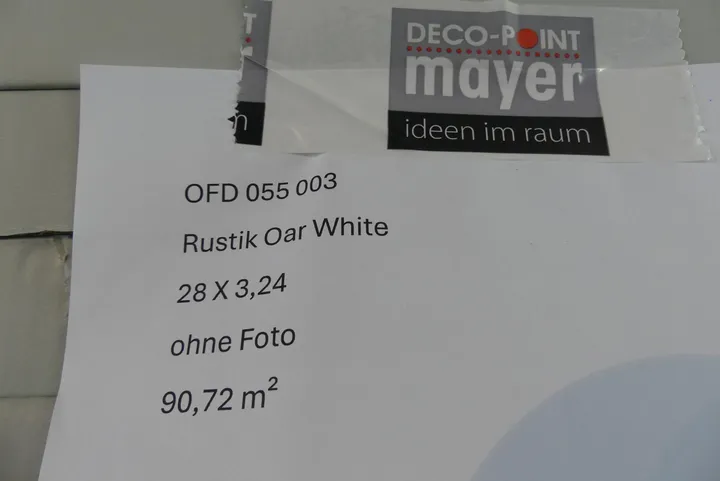 DECO-POINT
mayer
ideen im raum
OFD 055 003
Rustik Oar White
28 X 3,24
ohne Foto
90,72 m²